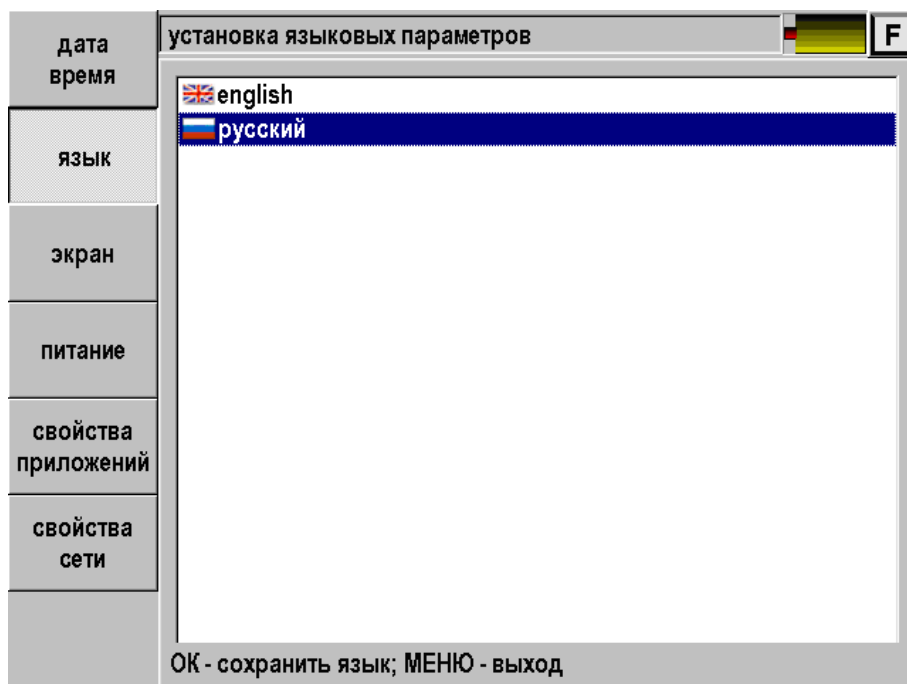 дата
время
язык
экран
питание
свойства
приложений
свойства
сети
установка языковых параметров
F
english
русский
ОК - сохранить язык; МЕНЮ - выход